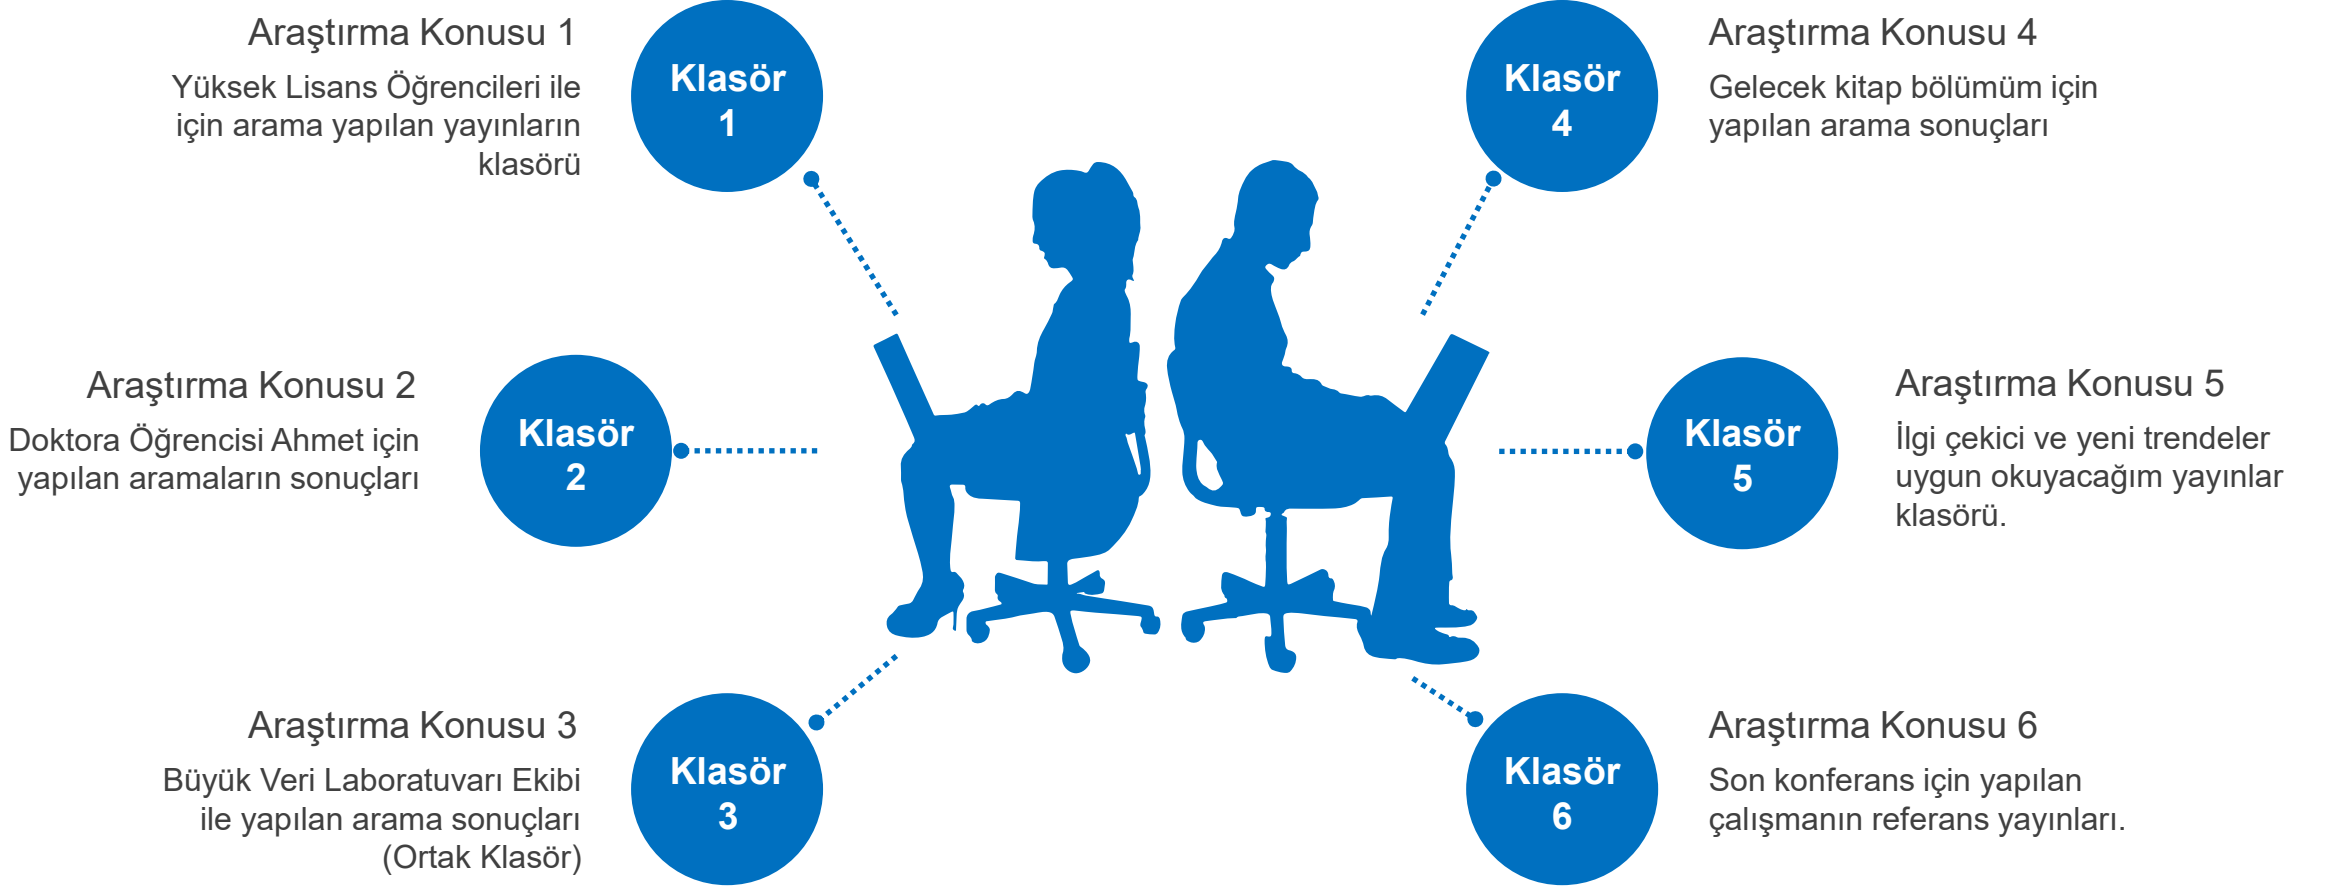 Araştırma Konusu 1
Yüksek Lisans Öğrencileri ile
için arama yapılan yayınların
klasörü
Klasör
1
Araştırma Konusu 2
Doktora Öğrencisi Ahmet için
yapılan aramaların sonuçları
Klasör
2
Araştırma Konusu 3
Büyük Veri Laboratuvarı Ekibi
ile yapılan arama sonuçları
(Ortak Klasör)
Klasör
3
Klasör
4
Araştırma Konusu 4
Gelecek kitap bölümüm için
yapılan arama sonuçları
Klasör
5
Araştırma Konusu 5
İlgi çekici ve yeni trendeler
uygun okuyacağım yayınlar
klasörü.
Klasör
6
Araştırma Konusu 6
Son konferans için yapılan
çalışmanın referans yayınları.